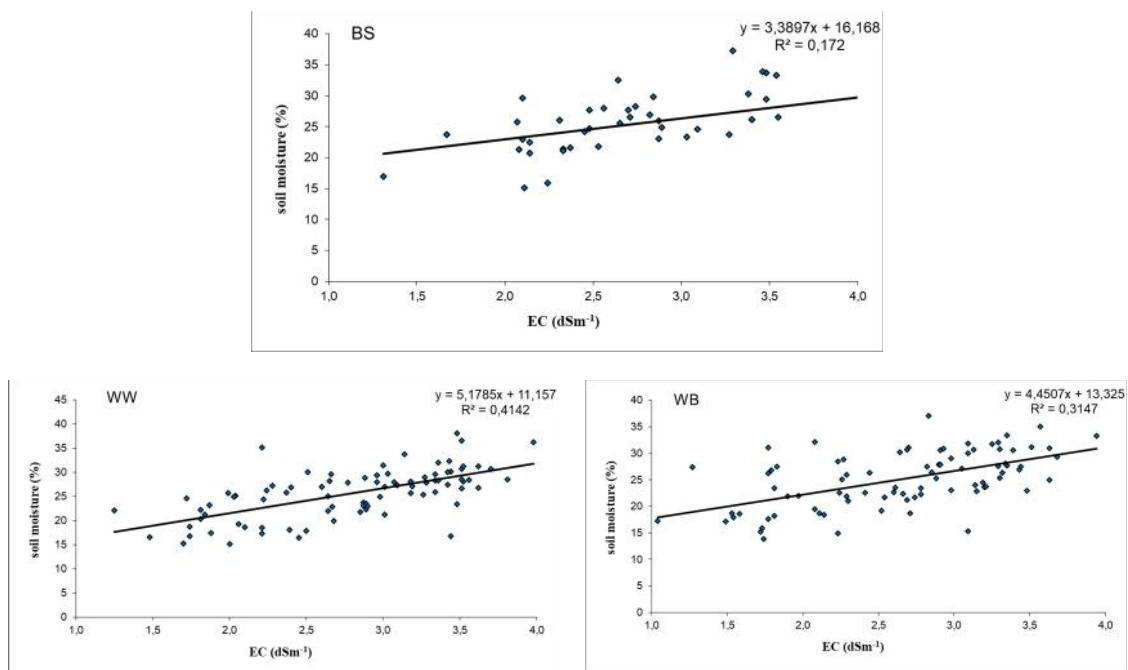 BS
y = 3,3897x + 16,168
R² = 0,172
soil moisture (%)
40
35
30
25
20
15
10
5
0
1,0 2,0 2,5 3,0 3,5 4,0
EC (dSm⁻¹)
WW
y = 5,1785x + 11,157
R² = 0,4142
soil moisture (%)
45
40
35
30
25
20
15
10
5
0
1,0 1,5 2,0 2,5 3,0 3,5 4,0
EC (dSm⁻¹)
WB
y = 4,4507x + 13,325
R² = 0,3147
soil moisture (%)
40
35
30
25
20
15
10
5
0
1,0 1,5 2,0 2,5 3,0 3,5 4,0
EC (dSm⁻¹)